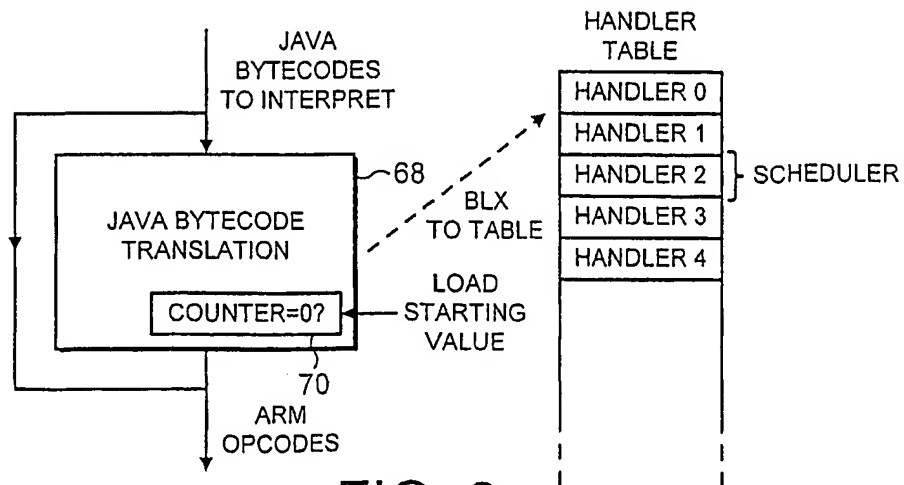 JAVA
BYTECODES
TO INTERPRET
68
JAVA BYTECODE
TRANSLATION
COUNTER=0?
70
ARM
OPCODES
BLX
TO TABLE
LOAD
STARTING
VALUE
HANDLER
TABLE
HANDLER 0
HANDLER 1
HANDLER 2
HANDLER 3
HANDLER 4
SCHEDULER